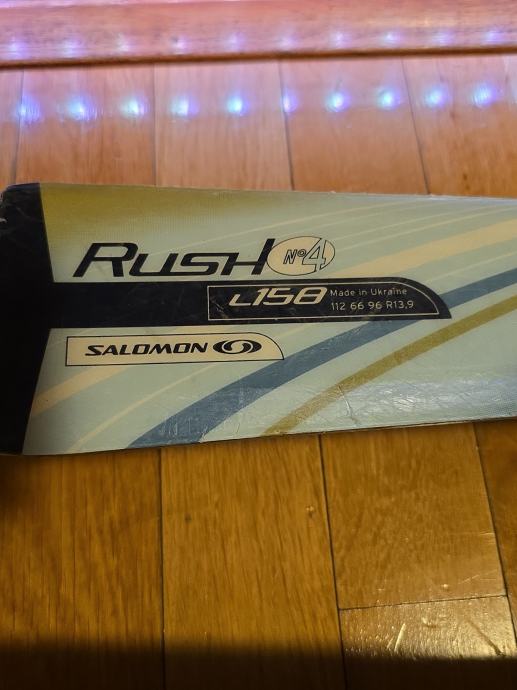 Rush Nº4
L158 Made in Ukraine
112 66 96 R13,9
SALOMON